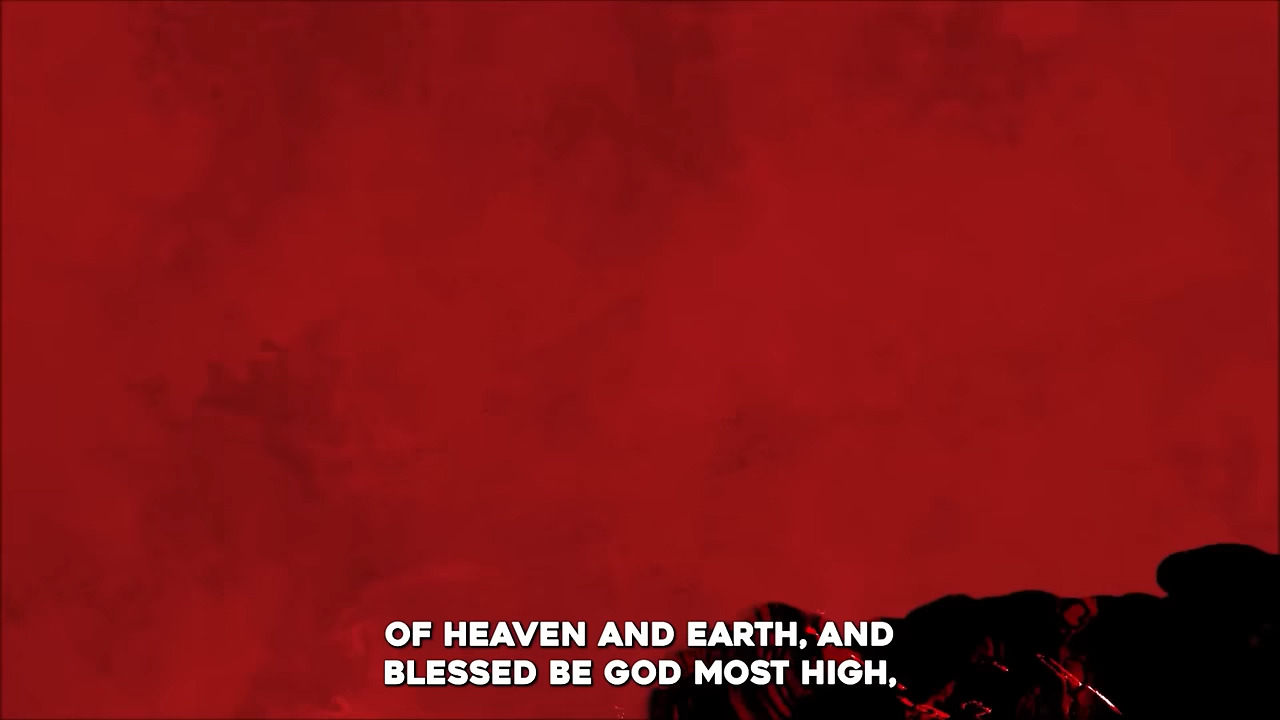 OF HEAVEN AND EARTH, AND
BLESSED BE GOD MOST HIGH,